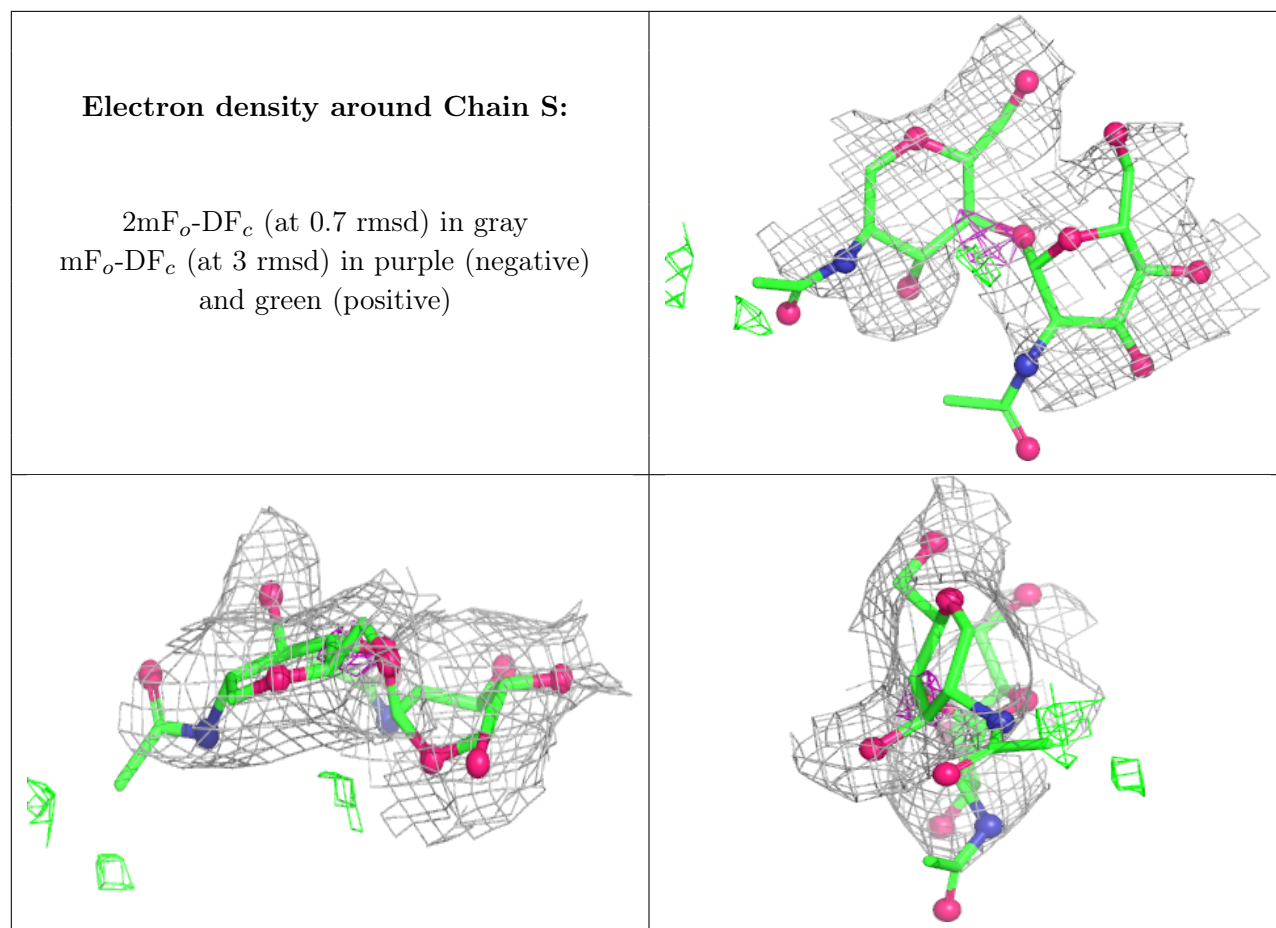 Electron density around Chain S:
2mFo-DFc (at 0.7 rmsd) in gray
mFo-DFc (at 3 rmsd) in purple (negative)
and green (positive)